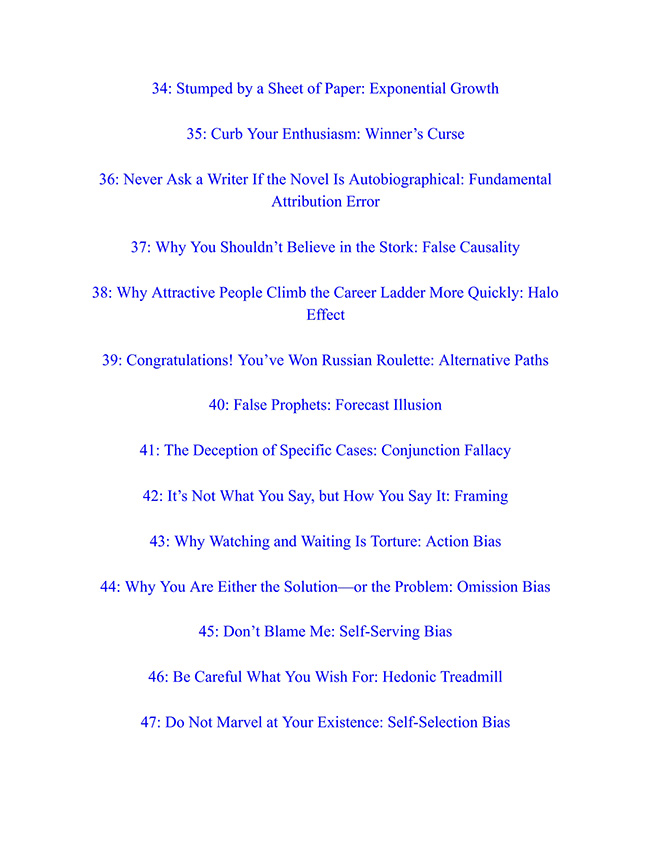 34: Stumped by a Sheet of Paper: Exponential Growth
35: Curb Your Enthusiasm: Winner’s Curse
36: Never Ask a Writer If the Novel Is Autobiographical: Fundamental
Attribution Error
37: Why You Shouldn’t Believe in the Stork: False Causality
38: Why Attractive People Climb the Career Ladder More Quickly: Halo
Effect
39: Congratulations! You’ve Won Russian Roulette: Alternative Paths
40: False Prophets: Forecast Illusion
41: The Deception of Specific Cases: Conjunction Fallacy
42: It’s Not What You Say, but How You Say It: Framing
43: Why Watching and Waiting Is Torture: Action Bias
44: Why You Are Either the Solution—or the Problem: Omission Bias
45: Don’t Blame Me: Self-Serving Bias
46: Be Careful What You Wish For: Hedonic Treadmill
47: Do Not Marvel at Your Existence: Self-Selection Bias